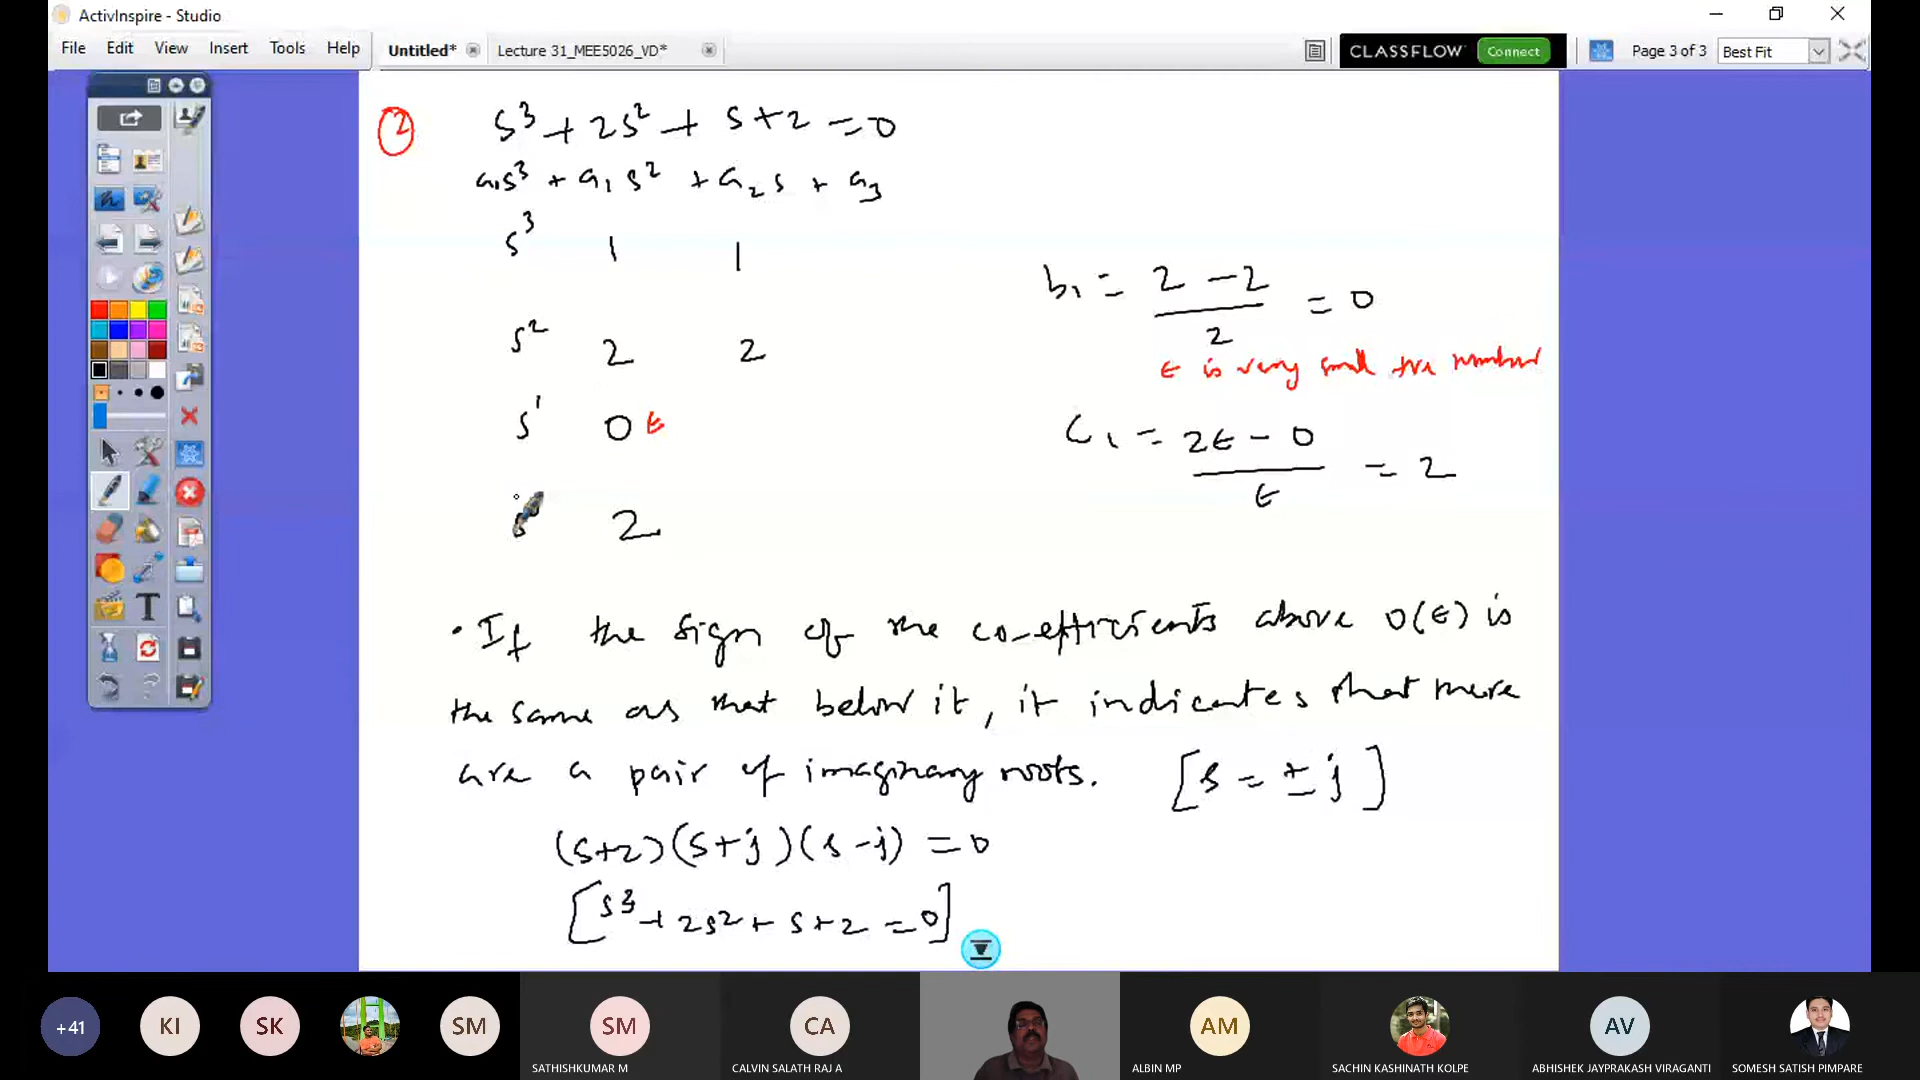 ActivInspire - Studio
File Edit View Insert Tools Help
Untitled*
Lecture 31_MEE5026_VD*
CLASSFLOW Connect
Page 3 of 3
Best Fit
②
s³ + 2s² + s + 2 = 0
a₀s³ + a₁s² + a₂s + a₃
s³ 1 1
s² 2 2
s¹ 0 ϵ
s 2
b₁ = (2 - 2)/2 = 0
ϵ is very small +ve number
c₁ = (2ϵ - 0)/ϵ = 2
• If the sign of the co-efficients above 0(ϵ) is
the same as that below it, it indicates that there
are a pair of imaginary roots. [s = ± j]
(s+2)(s+j)(s-j) = 0
[s³ + 2s² + s + 2 = 0]
+41
KI
SK
SM
SM
SATHISHKUMAR M
CA
CALVIN SALATH RAJ A
AM
ALBIN MP
SACHIN KASHINATH KOLPE
AV
ABHISHEK JAYPRAKASH VIRAGANTI
SOMESH SATISH PIMPARE